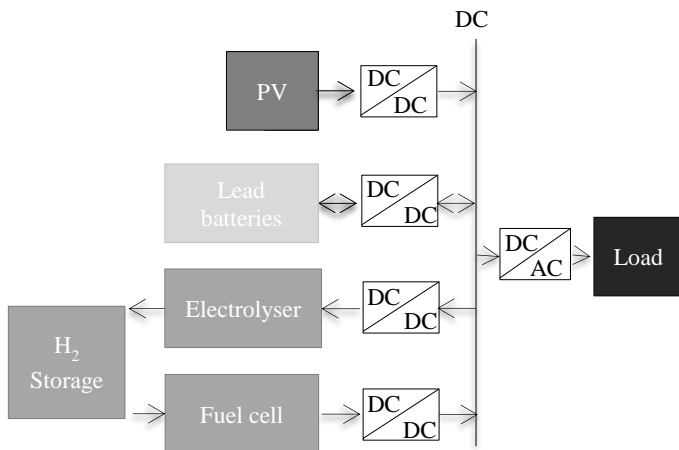 DC
PV
DC
DC
Lead
batteries
DC
DC
DC
AC
Load
Electrolyser
DC
DC
H₂
Storage
Fuel cell
DC
DC